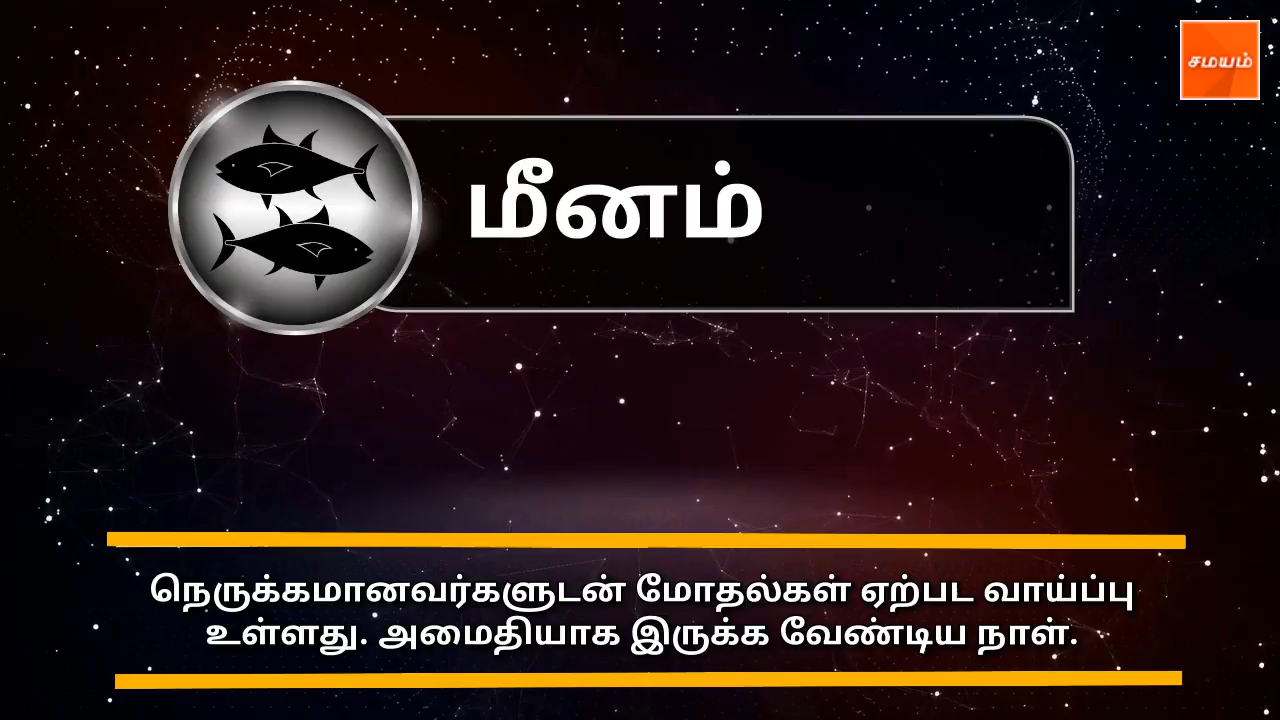 சமயம்
மீனம்
நெருக்கமானவர்களுடன் மோதல்கள் ஏற்பட வாய்ப்பு
உள்ளது. அமைதியாக இருக்க வேண்டிய நாள்.